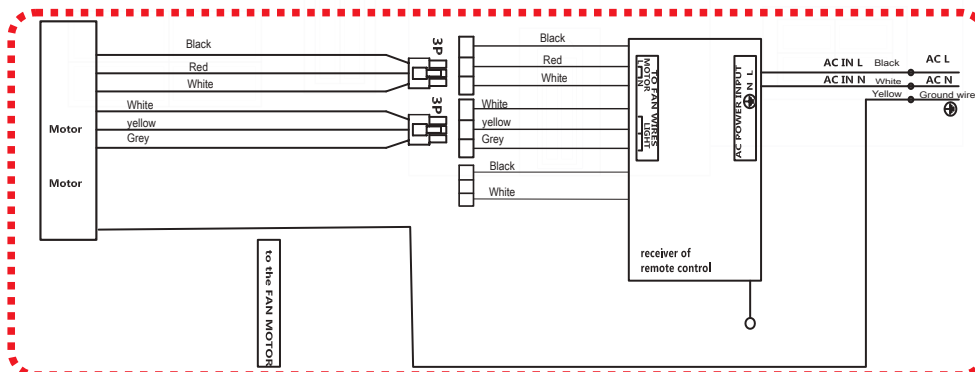 Motor
Motor
Black
Red
White
White
yellow
Grey
3P
3P
to the FAN MOTOR
Black
Red
White
White
yellow
Grey
Black
White
TO FAN WIRES
MOTOR
L N
LIGHT
AC POWER INPUT
N L
receiver of
remote control
AC IN L Black AC L
AC IN N White AC N
Yellow Ground wire